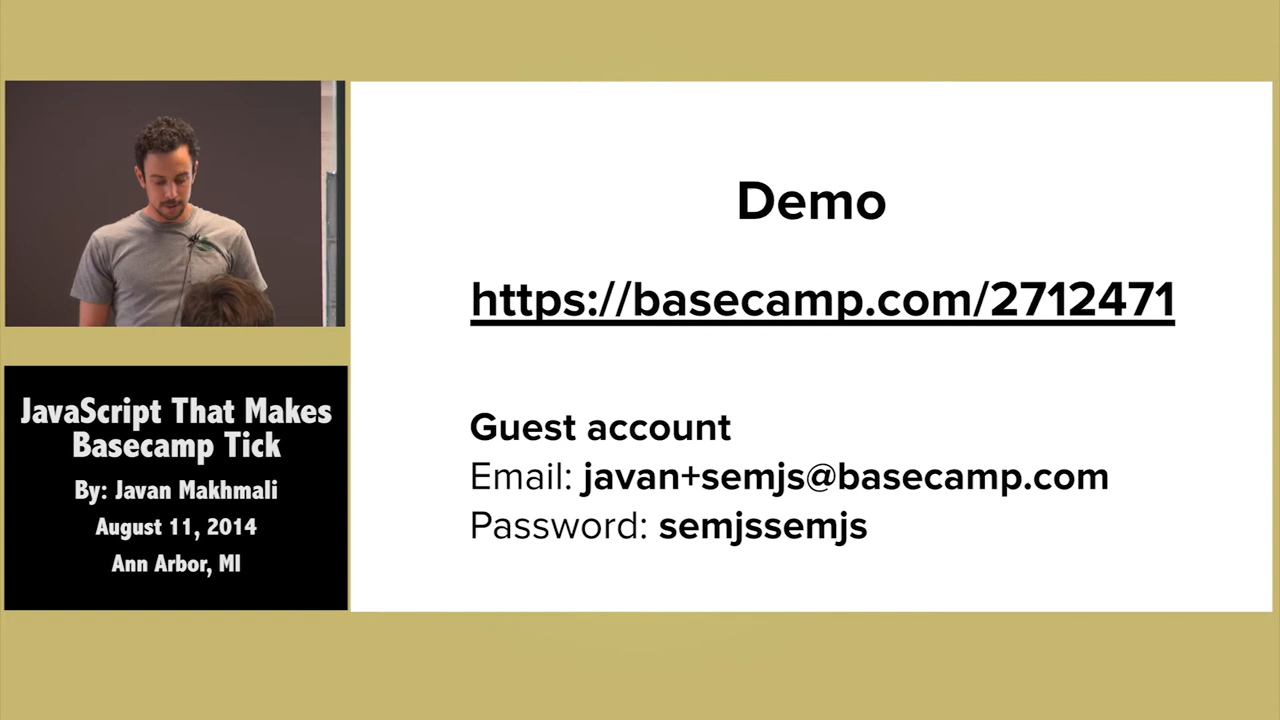 Demo
https://basecamp.com/2712471
Guest account
Email: javan+semjs@basecamp.com
Password: semjssemjs
JavaScript That Makes
Basecamp Tick
By: Javan Makhmali
August 11, 2014
Ann Arbor, MI